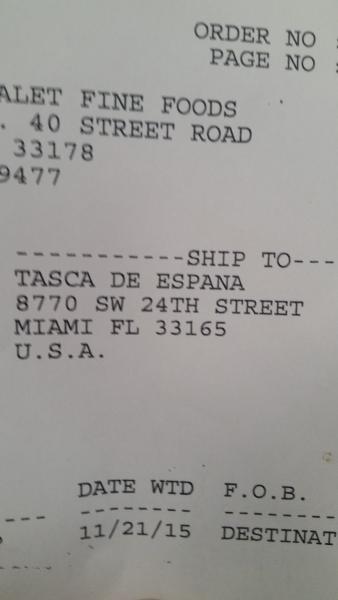 ORDER NO :
PAGE NO :
ALET FINE FOODS
. 40 STREET ROAD
33178
9477
-----------SHIP TO---
TASCA DE ESPANA
8770 SW 24TH STREET
MIAMI FL 33165
U.S.A.
DATE WTD F.O.B.
--- -------- --------
11/21/15 DESTINAT